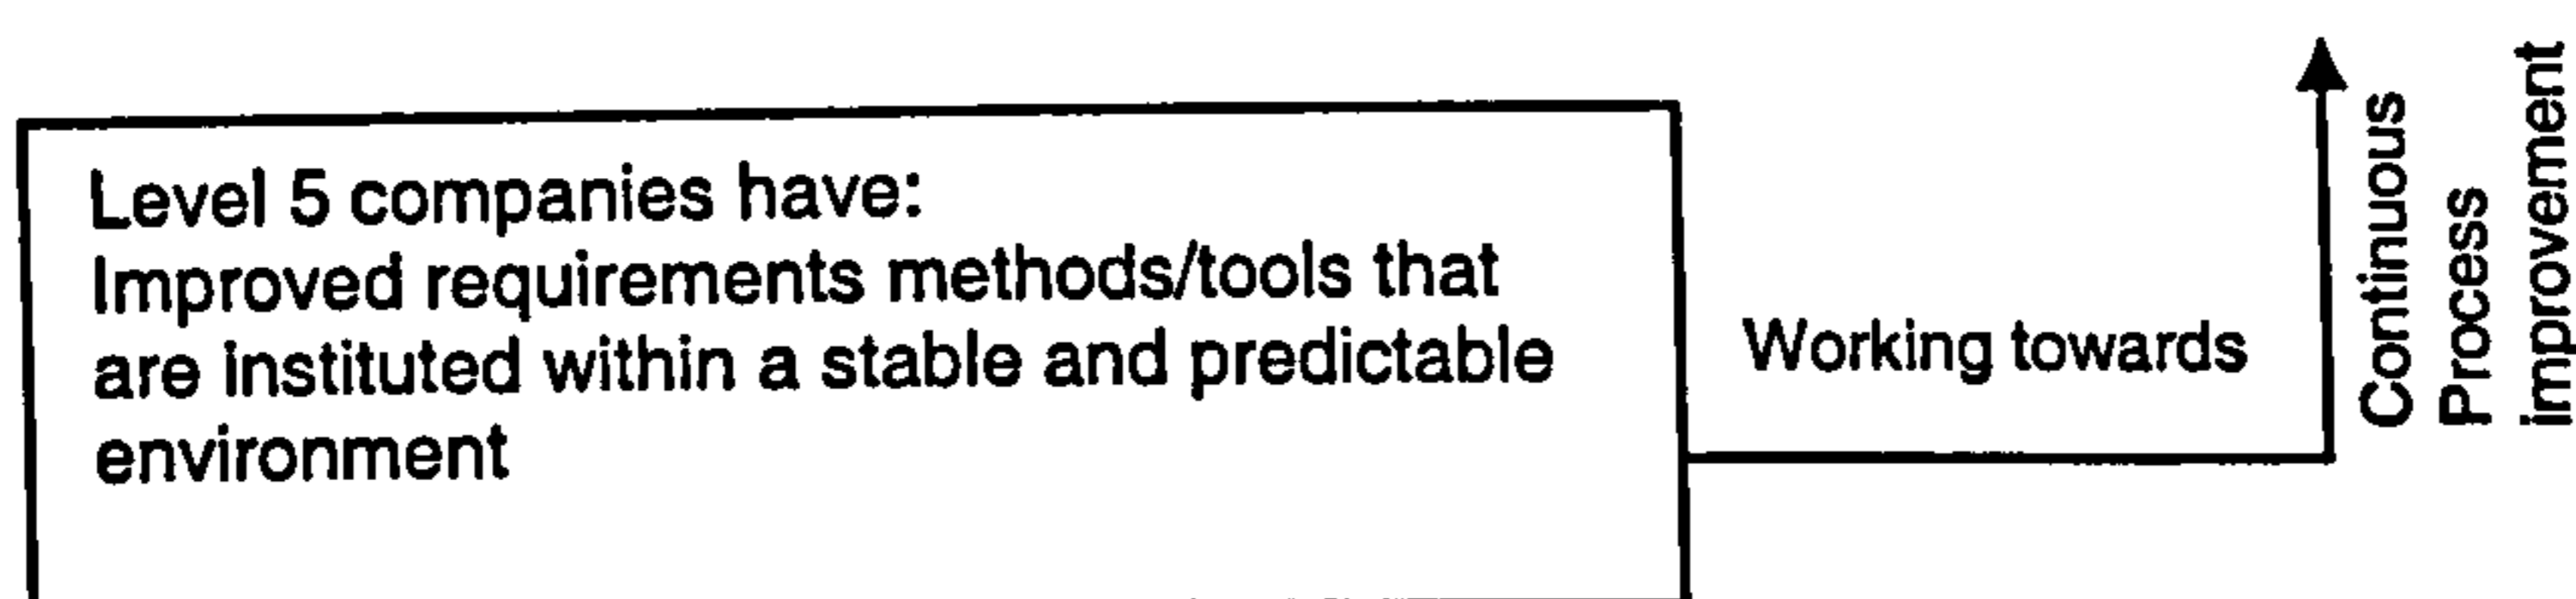 Level 5 companies have:
Improved requirements methods/tools that
are instituted within a stable and predictable
environment
Working towards
Continuous
Process
improvement